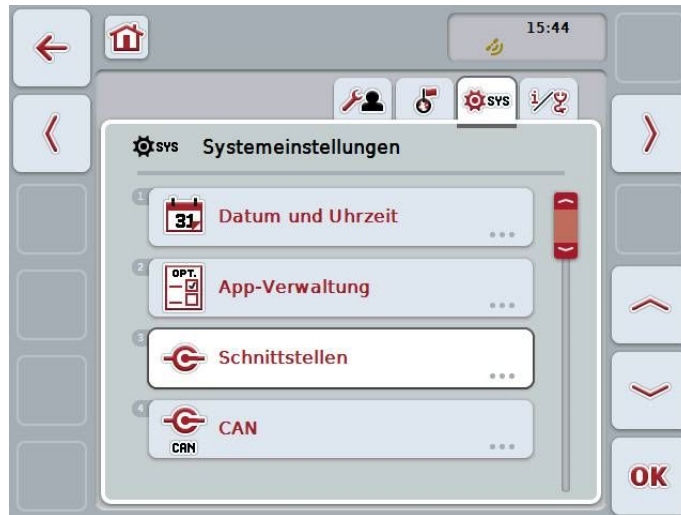 15:44
SYS i/
SYS Systemeinstellungen
1
31 Datum und Uhrzeit
2
OPT.
App-Verwaltung
3
Schnittstellen
4
CAN
CAN
OK